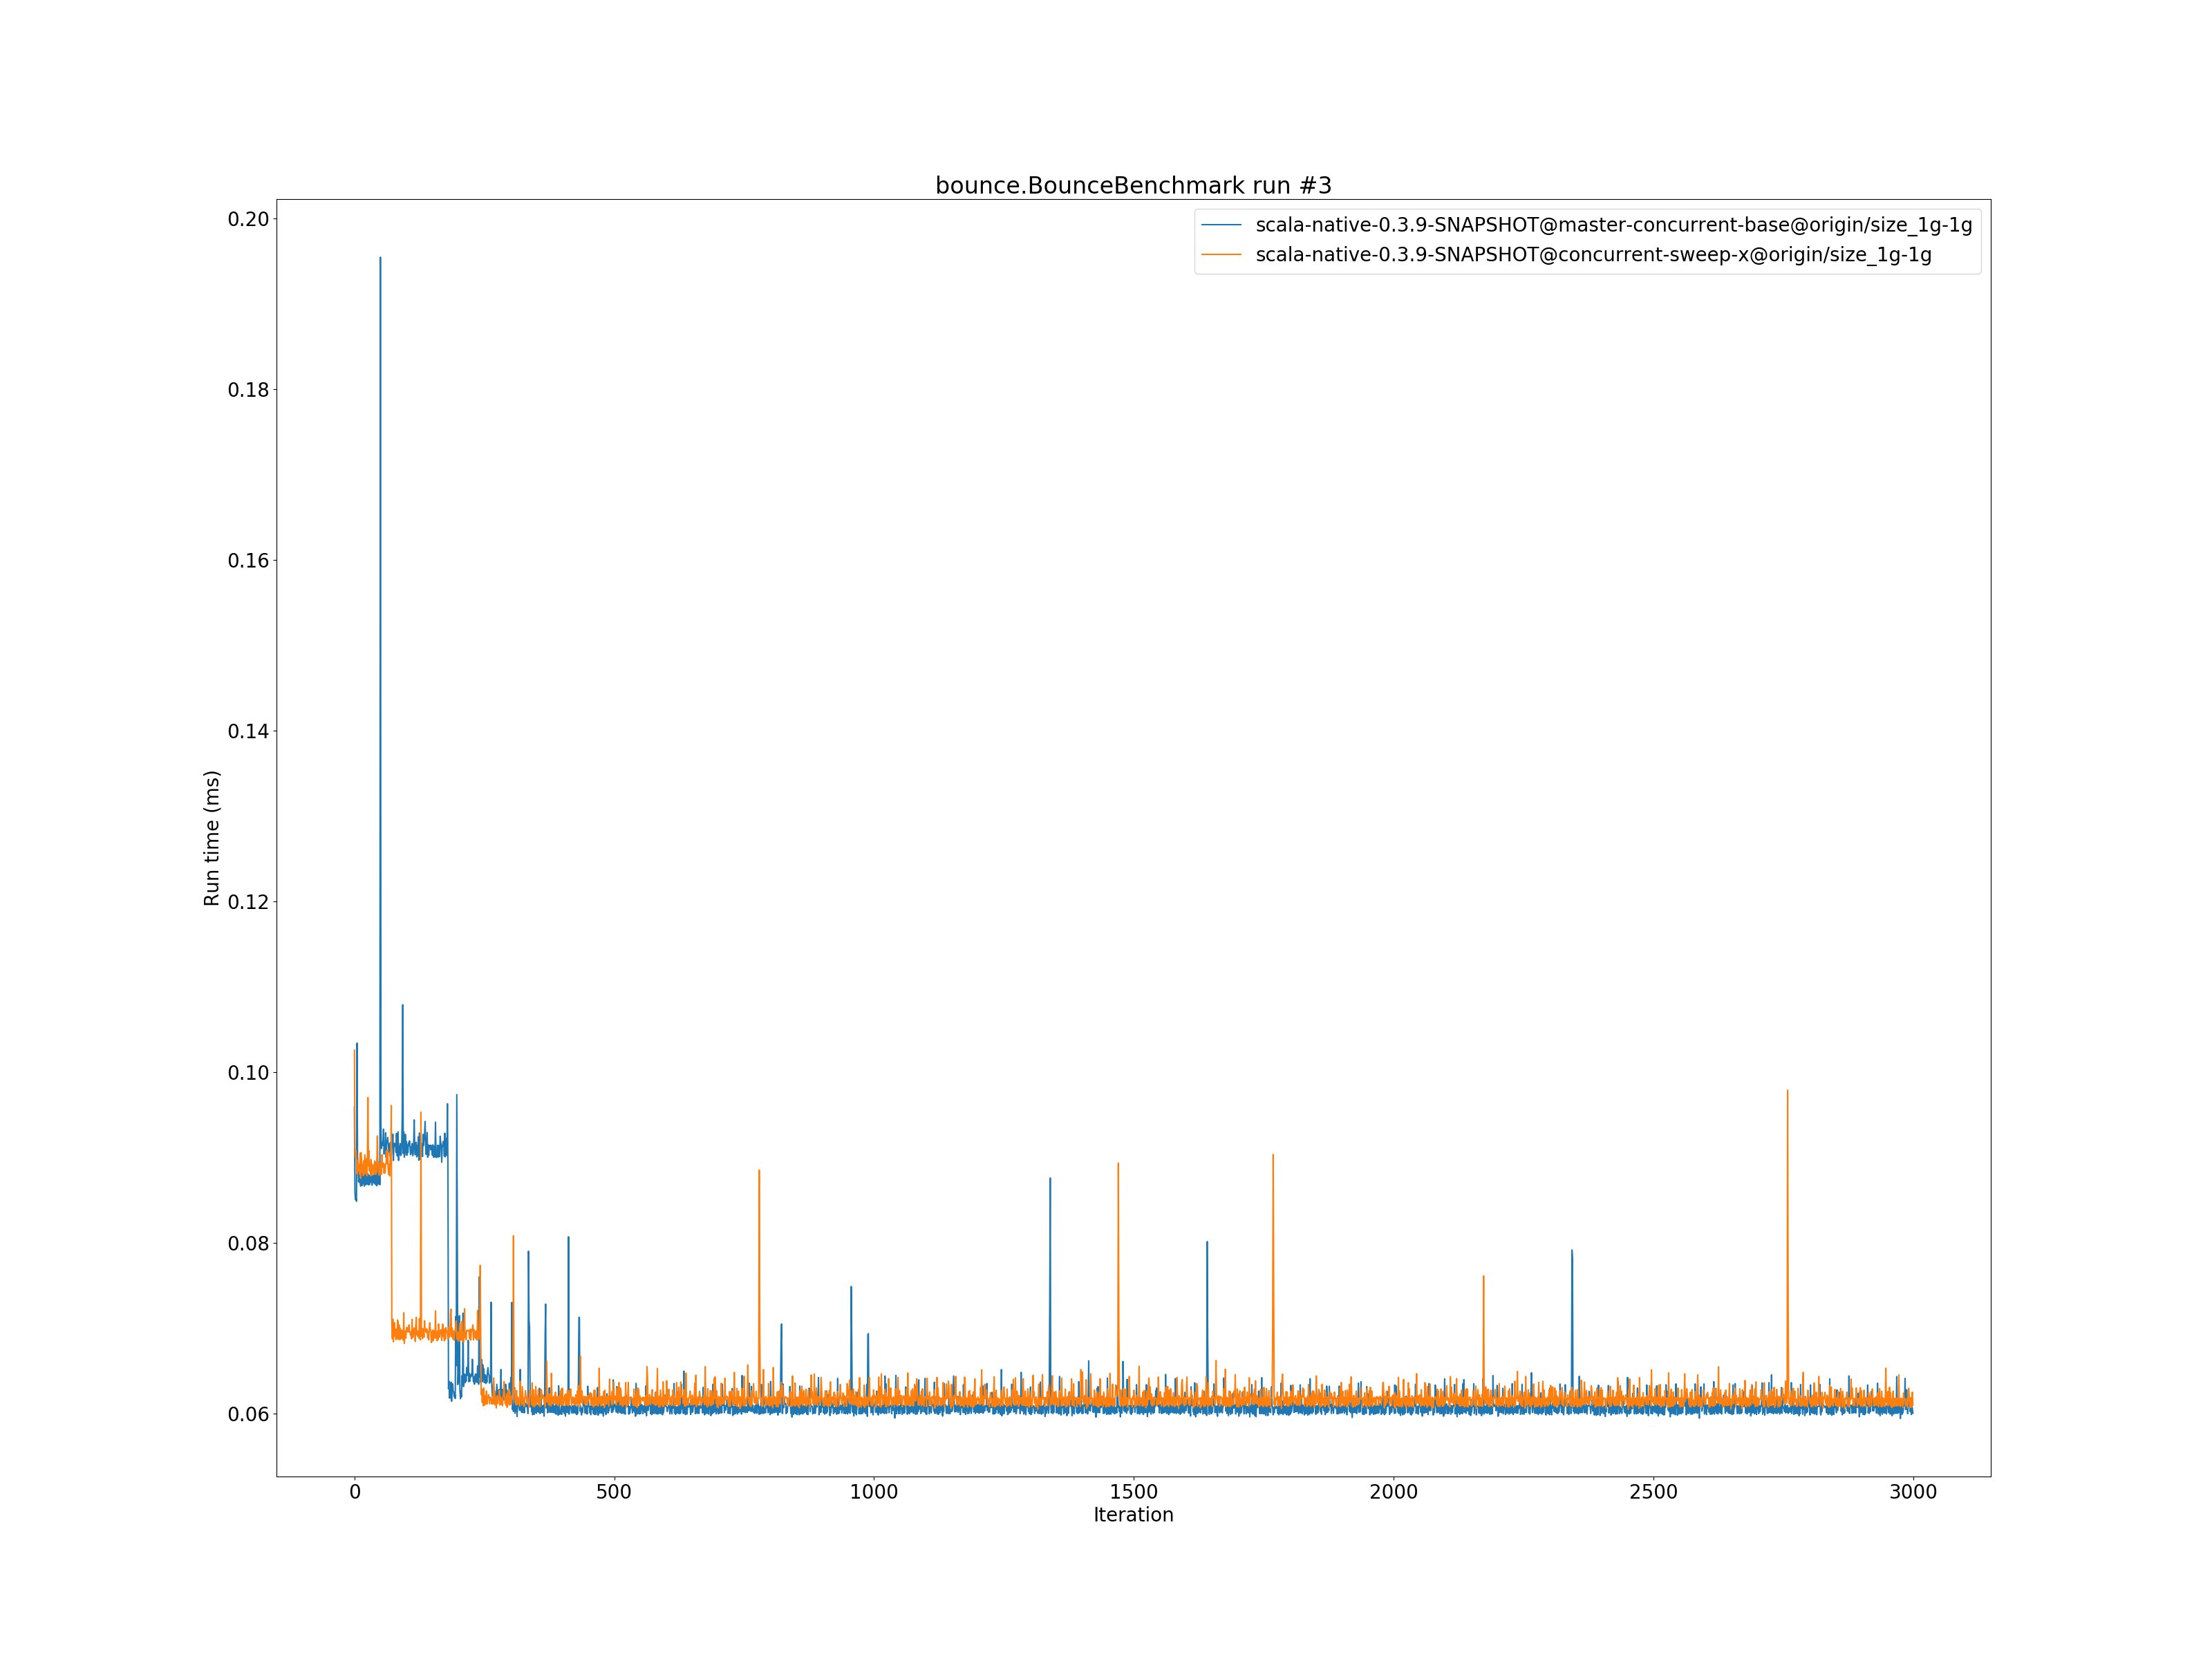 bounce.BounceBenchmark run #3
scala-native-0.3.9-SNAPSHOT@master-concurrent-base@origin/size_1g-1g
scala-native-0.3.9-SNAPSHOT@concurrent-sweep-x@origin/size_1g-1g
0.20
0.18
0.16
0.14
0.12
0.10
0.08
0.06
Run time (ms)
0 500 1000 1500 2000 2500 3000
Iteration